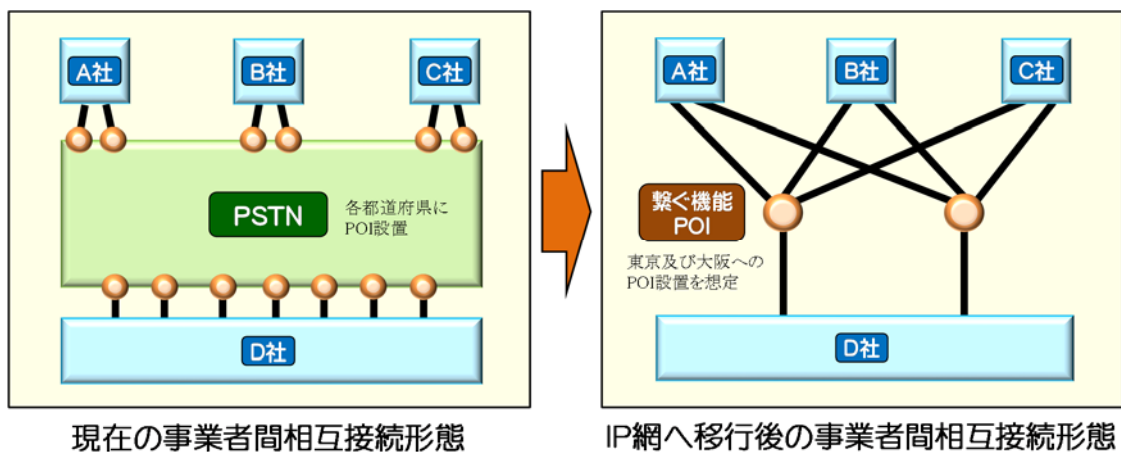 A社
B社
C社
PSTN
各都道府県に
POI設置
D社
現在の事業者間相互接続形態
A社
B社
C社
繋ぐ機能
POI
東京及び大阪への
POI設置を想定
D社
IP網へ移行後の事業者間相互接続形態